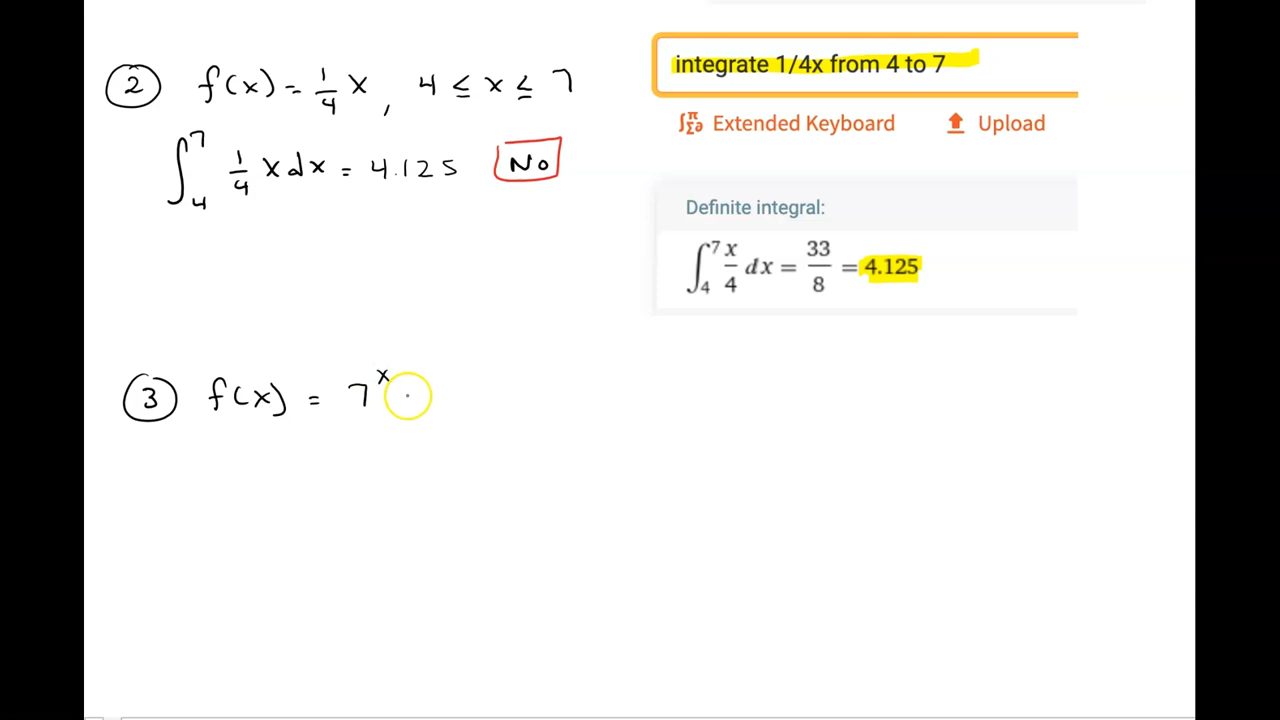 ② f(x) = 1/4 x, 4 ≤ x ≤ 7
∫₄⁷ 1/4 x dx = 4.125 No
integrate 1/4x from 4 to 7
Extended Keyboard Upload
Definite integral:
∫₄⁷ x/4 dx = 33/8 = 4.125
③ f(x) = 7ˣ